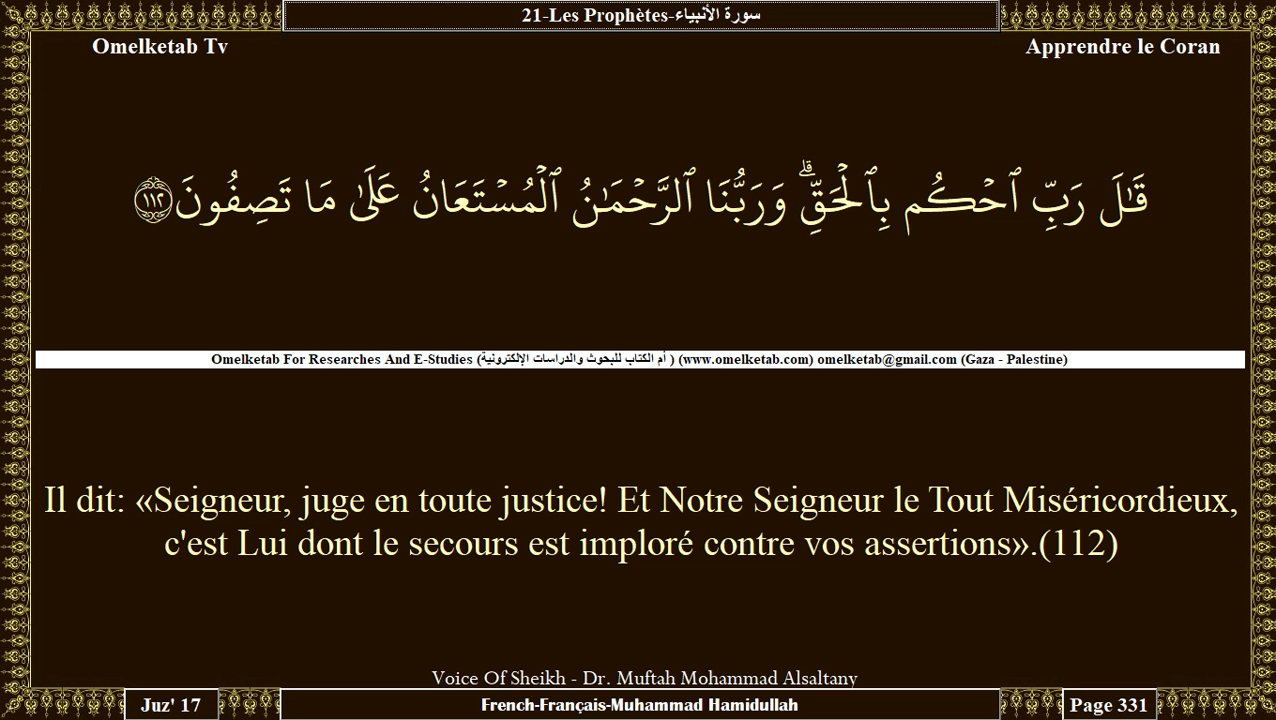 21-Les Prophètes-سورة الأنبياء
Omelketab Tv
Apprendre le Coran
قَٰلَ رَبِّ ٱحۡكُم بِٱلۡحَقِّۗ وَرَبُّنَا ٱلرَّحۡمَٰنُ ٱلۡمُسۡتَعَانُ عَلَىٰ مَا تَصِفُونَ ١١٢
Omelketab For Researches And E-Studies (أم الكتاب للبحوث والدراسات الإلكترونية ) (www.omelketab.com) omelketab@gmail.com (Gaza - Palestine)
Il dit: «Seigneur, juge en toute justice! Et Notre Seigneur le Tout Miséricordieux,
c'est Lui dont le secours est imploré contre vos assertions».(112)
Voice Of Sheikh - Dr. Muftah Mohammad Alsaltany
Juz' 17
French-Français-Muhammad Hamidullah
Page 331